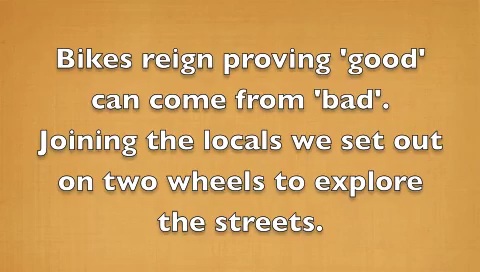 Bikes reign proving 'good'
can come from 'bad'.
Joining the locals we set out
on two wheels to explore
the streets.